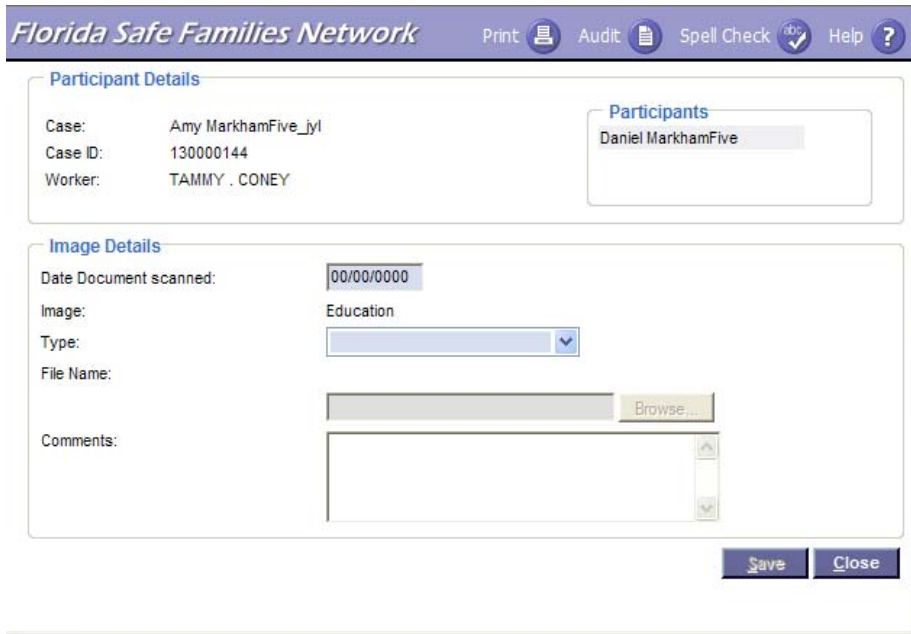 Florida Safe Families Network Print Audit abc Spell Check Help ?
Participant Details
Case: Amy MarkhamFive_jyl
Case ID: 130000144
Worker: TAMMY . CONEY
Participants
Daniel MarkhamFive
Image Details
Date Document scanned: 00/00/0000
Image: Education
Type:
File Name:
Browse...
Comments:
Save Close